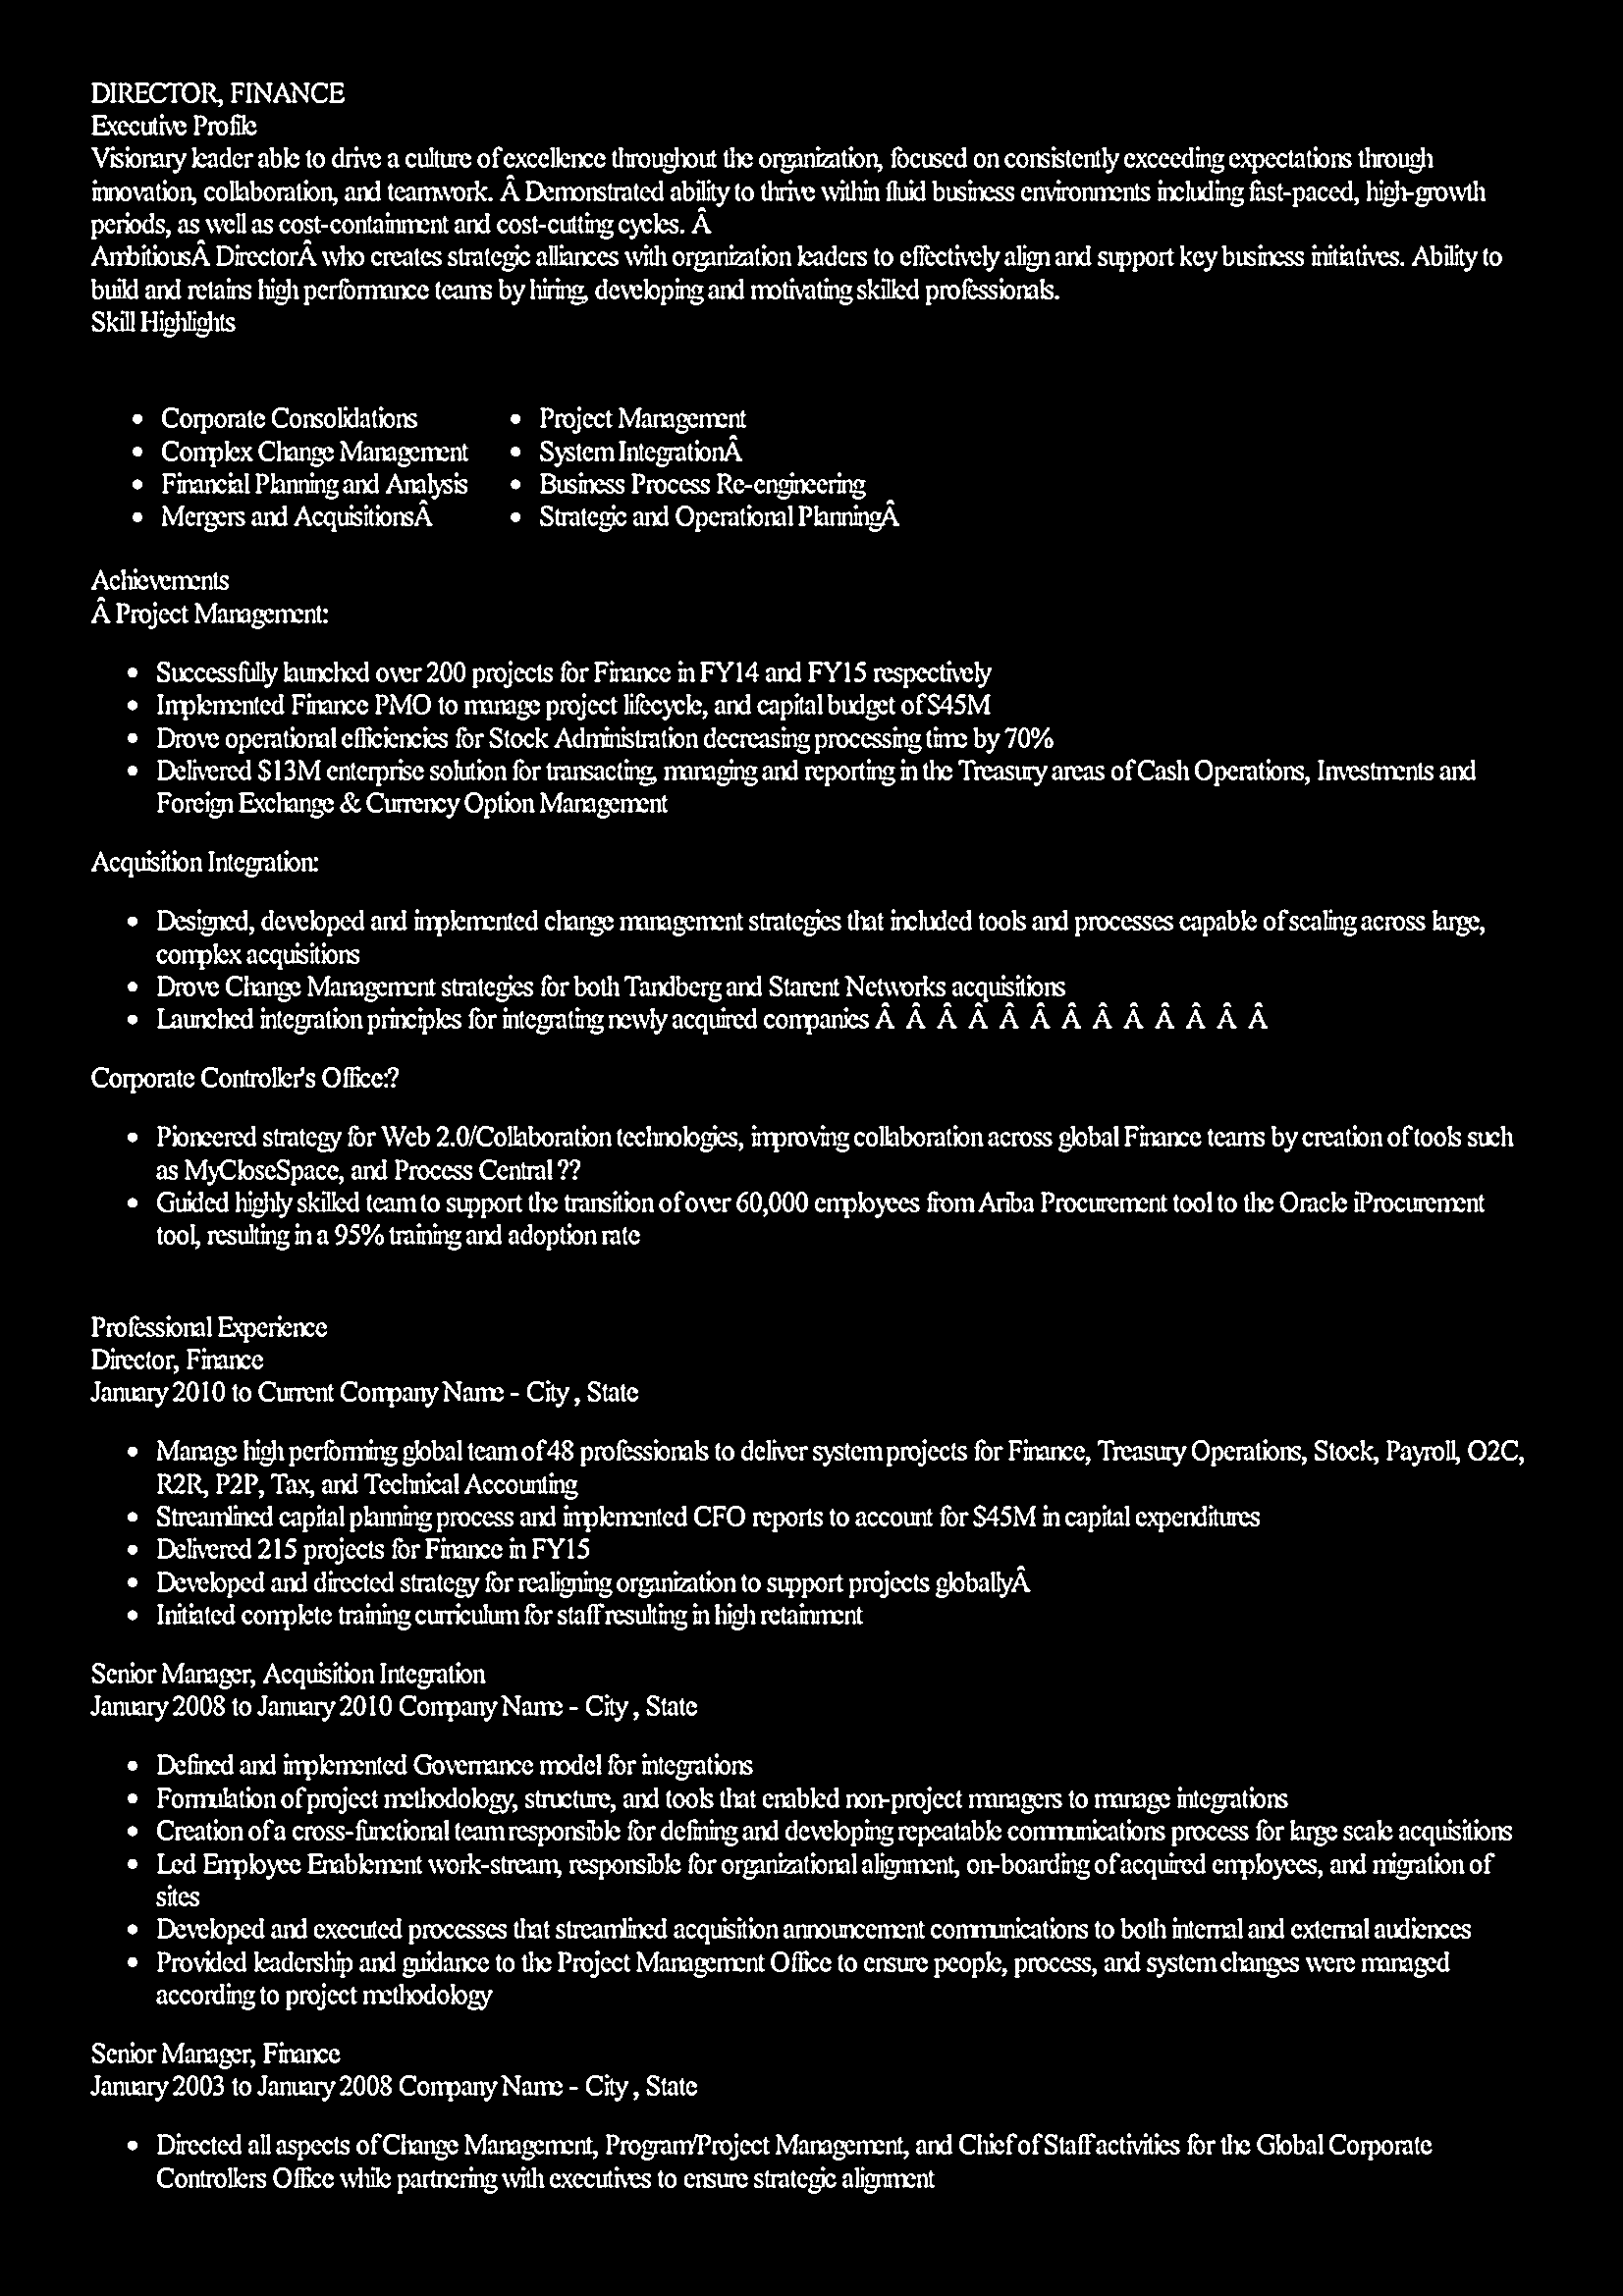 DIRECTOR, FINANCE
Executive Profile
Visionary leader able to drive a culture of excellence throughout the organization, focused on consistently exceeding expectations through
innovation, collaboration, and teamwork. Â Demonstrated ability to thrive within fluid business environments including fast-paced, high-growth
periods, as well as cost-containment and cost-cutting cycles. Â
AmbitiousÂ DirectorÂ who creates strategic alliances with organization leaders to effectively align and support key business initiatives. Ability to
build and retains high performance teams by hiring, developing and motivating skilled professionals.
Skill Highlights
• Corporate Consolidations
• Complex Change Management
• Financial Planning and Analysis
• Mergers and AcquisitionsÂ
• Project Management
• System IntegrationÂ
• Business Process Re-engineering
• Strategic and Operational PlanningÂ
Achievements
Â Project Management:
• Successfully launched over 200 projects for Finance in FY14 and FY15 respectively
• Implemented Finance PMO to manage project lifecycle, and capital budget of $45M
• Drove operational efficiencies for Stock Administration decreasing processing time by 70%
• Delivered $13M enterprise solution for transacting, managing and reporting in the Treasury areas of Cash Operations, Investments and
Foreign Exchange & Currency Option Management
Acquisition Integration:
• Designed, developed and implemented change management strategies that included tools and processes capable of scaling across large,
complex acquisitions
• Drove Change Management strategies for both Tandberg and Starent Networks acquisitions
• Launched integration principles for integrating newly acquired companies Â Â Â Â Â Â Â Â Â Â Â Â Â
Corporate Controller's Office:?
• Pioneered strategy for Web 2.0/Collaboration technologies, improving collaboration across global Finance teams by creation of tools such
as MyCloseSpace, and Process Central ??
• Guided highly skilled team to support the transition of over 60,000 employees from Ariba Procurement tool to the Oracle iProcurement
tool, resulting in a 95% training and adoption rate
Professional Experience
Director, Finance
January 2010 to Current Company Name - City , State
• Manage high performing global team of 48 professionals to deliver system projects for Finance, Treasury Operations, Stock, Payroll, O2C,
R2R, P2P, Tax, and Technical Accounting
• Streamlined capital planning process and implemented CFO reports to account for $45M in capital expenditures
• Delivered 215 projects for Finance in FY15
• Developed and directed strategy for realigning organization to support projects globallyÂ
• Initiated complete training curriculum for staff resulting in high retainment
Senior Manager, Acquisition Integration
January 2008 to January 2010 Company Name - City , State
• Defined and implemented Governance model for integrations
• Formulation of project methodology, structure, and tools that enabled non-project managers to manage integrations
• Creation of a cross-functional team responsible for defining and developing repeatable communications process for large scale acquisitions
• Led Employee Enablement work-stream, responsible for organizational alignment, on-boarding of acquired employees, and migration of
sites
• Developed and executed processes that streamlined acquisition announcement communications to both internal and external audiences
• Provided leadership and guidance to the Project Management Office to ensure people, process, and system changes were managed
according to project methodology
Senior Manager, Finance
January 2003 to January 2008 Company Name - City , State
• Directed all aspects of Change Management, Program/Project Management, and Chief of Staff activities for the Global Corporate
Controllers Office while partnering with executives to ensure strategic alignment